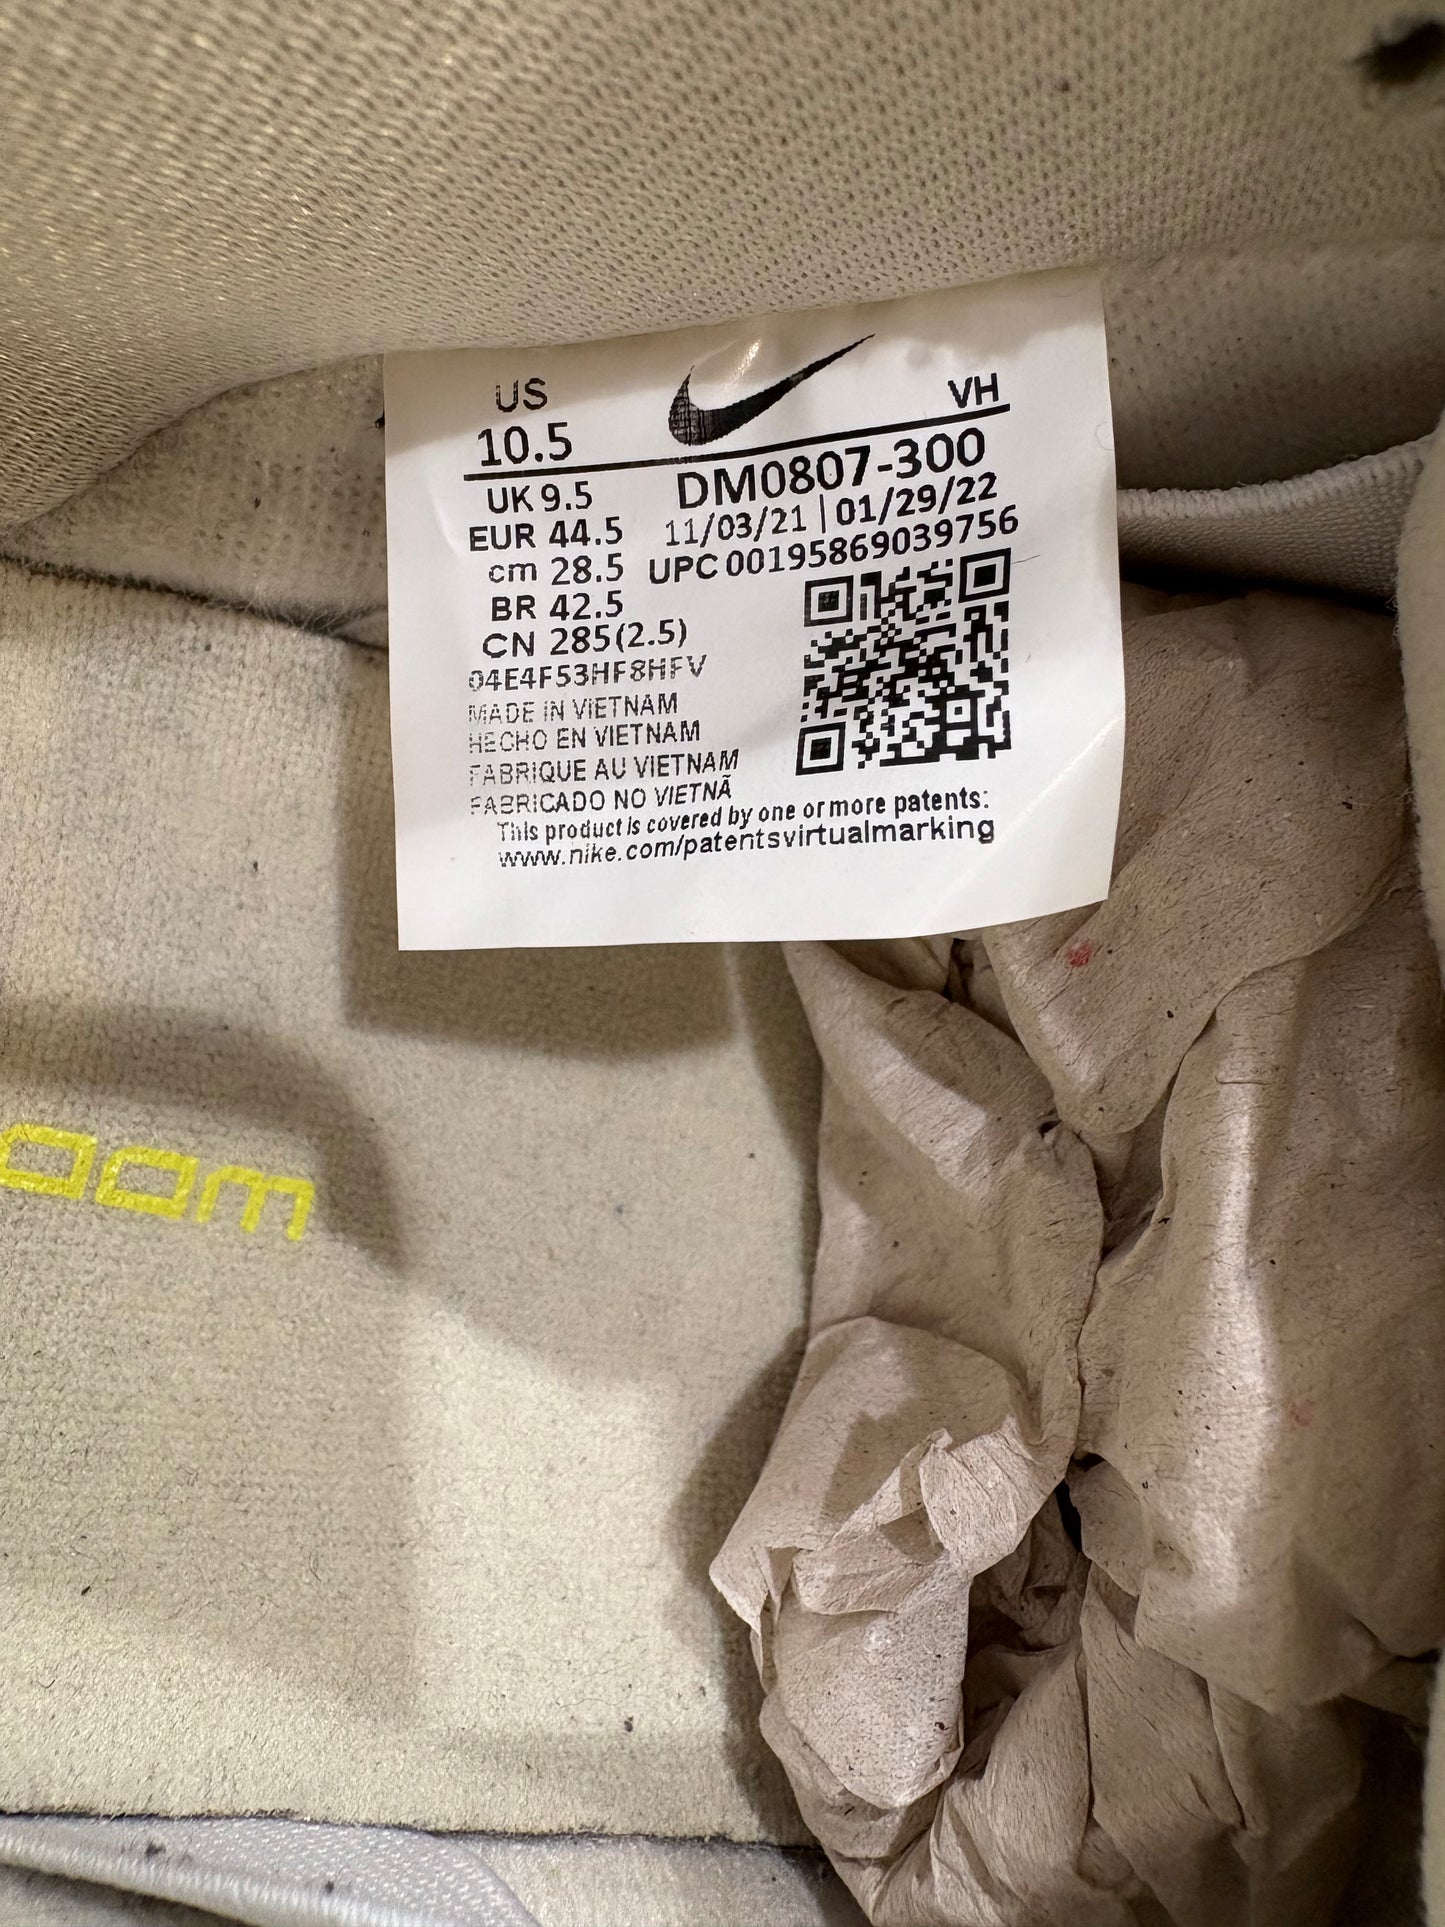 US
10.5
VH
UK 9.5
EUR 44.5
cm 28.5
BR 42.5
CN 285(2.5)
DM0807-300
11/03/21 | 01/29/22
UPC 00195869039756
04E4F53HF8HFV
MADE IN VIETNAM
HECHO EN VIETNAM
FABRIQUE AU VIETNAM
FABRICADO NO VIETNÃ
This product is covered by one or more patents:
www.nike.com/patentsvirtualmarking
oom